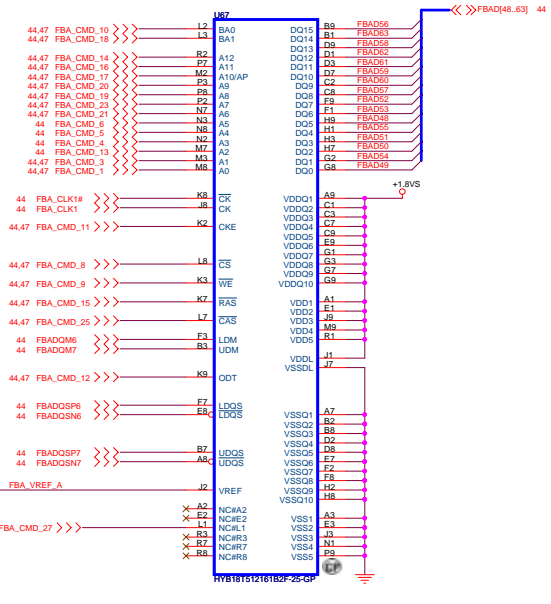 U67
FBAD[48..63] 44
44,47 FBA_CMD_10 L2 BA0 DQ15 B9 FBAD56
44,47 FBA_CMD_18 L3 BA1 DQ14 B1 FBAD63
DQ13 D9 FBAD58
44,47 FBA_CMD_14 R2 A12 DQ12 D1 FBAD62
44,47 FBA_CMD_16 P7 A11 DQ11 D3 FBAD61
44,47 FBA_CMD_17 M2 A10/AP DQ10 D7 FBAD59
44,47 FBA_CMD_20 P3 A9 DQ9 C2 FBAD60
44,47 FBA_CMD_19 P8 A8 DQ8 C8 FBAD57
44,47 FBA_CMD_23 P2 A7 DQ7 F9 FBAD52
44,47 FBA_CMD_21 N7 A6 DQ6 F1 FBAD53
44 FBA_CMD_6 N3 A5 DQ5 H9 FBAD48
44 FBA_CMD_5 N8 A4 DQ4 H1 FBAD55
44 FBA_CMD_4 N2 A3 DQ3 H3 FBAD51
44 FBA_CMD_13 M7 A2 DQ2 H7 FBAD50
44,47 FBA_CMD_3 M3 A1 DQ1 G2 FBAD54
44,47 FBA_CMD_1 M8 A0 DQ0 G8 FBAD49
+1.8VS
44 FBA_CLK1# K8 CK VDDQ1 A9
44 FBA_CLK1 J8 CK VDDQ2 C1
VDDQ3 C3
44,47 FBA_CMD_11 K2 CKE VDDQ4 C7
VDDQ5 C9
VDDQ6 E9
VDDQ7 G1
44,47 FBA_CMD_8 L8 CS VDDQ8 G3
VDDQ9 G7
44,47 FBA_CMD_9 K3 WE VDDQ10 G9
44,47 FBA_CMD_15 K7 RAS VDD1 A1
VDD2 E1
44,47 FBA_CMD_25 L7 CAS VDD3 J9
VDD4 M9
44 FBADQM6 F3 LDM VDD5 R1
44 FBADQM7 B3 UDM
VDDL J1
VSSDL J7
44,47 FBA_CMD_12 K9 ODT
44 FBADQSP6 F7 LDQS
44 FBADQSN6 E8 LDQS VSSQ1 A7
VSSQ2 B2
VSSQ3 B8
VSSQ4 D2
44 FBADQSP7 B7 UDQS VSSQ5 D8
44 FBADQSN7 A8 UDQS VSSQ6 E7
VSSQ7 F2
VSSQ8 F8
FBA_VREF_A J2 VREF VSSQ9 H2
VSSQ10 H8
A2 NC#A2
E2 NC#E2 VSS1 A3
FBA_CMD_27 L1 NC#L1 VSS2 E3
R3 NC#R3 VSS3 J3
R7 NC#R7 VSS4 N1
R8 NC#R8 VSS5 P9
HYB18T512161B2F-25-GP